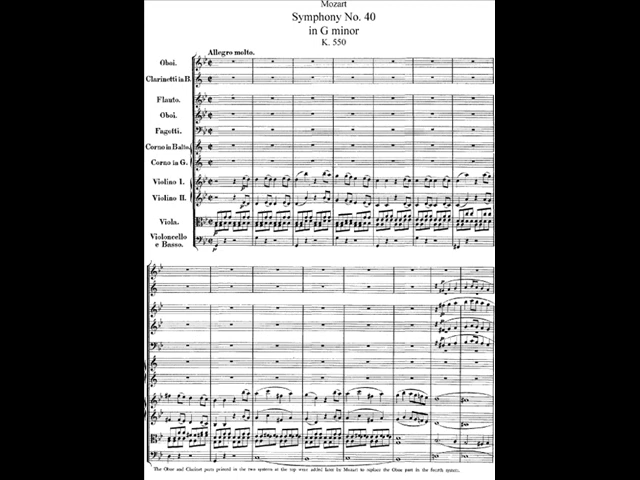 Mozart
Symphony No. 40
in G minor
K. 550
Allegro molto.
Oboi.
Clarinetti in B.
Flauto.
Oboi.
Fagotti.
Corno in B alto.
Corno in G.
Violino I.
Violino II.
Viola.
Violoncello
e Basso.
The Oboe and Clarinet parts printed in the two systems at the top were added later by Mozart to replace the Oboe part in the fourth system.